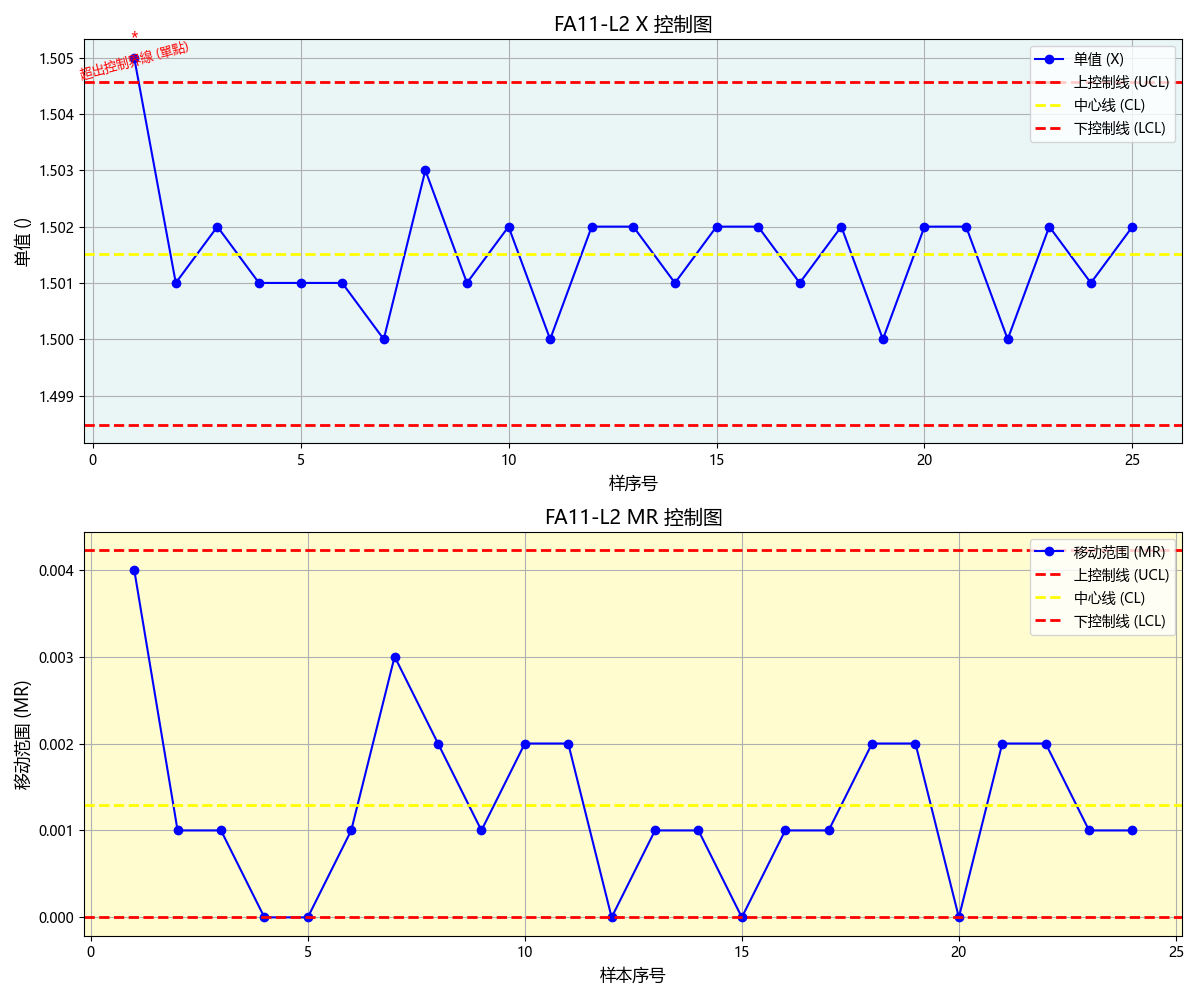 FA11-L2 X 控制图
*
超出控制界線 (單點)
单值 (X)
上控制线 (UCL)
中心线 (CL)
下控制线 (LCL)
单值 ()
1.505
1.504
1.503
1.502
1.501
1.500
1.499
0 5 10 15 20 25
样序号
FA11-L2 MR 控制图
移动范围 (MR)
上控制线 (UCL)
中心线 (CL)
下控制线 (LCL)
移动范围 (MR)
0.004
0.003
0.002
0.001
0.000
0 5 10 15 20 25
样本序号